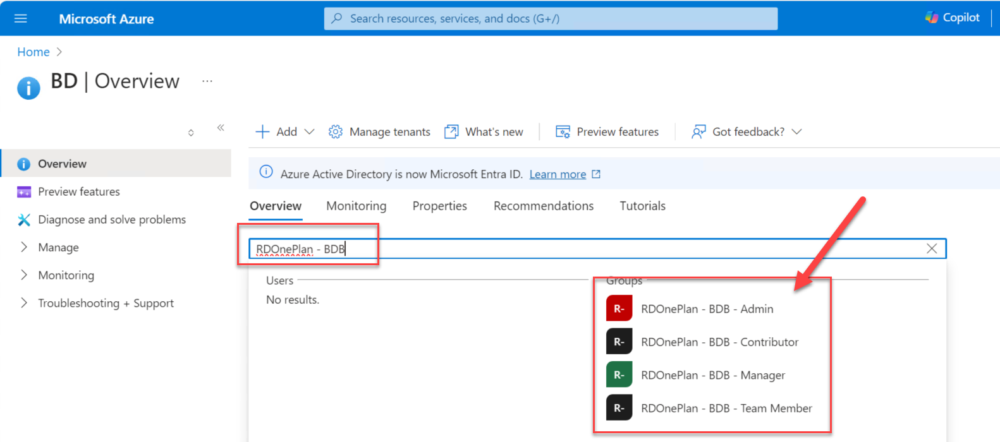 Microsoft Azure
Search resources, services, and docs (G+/)
Copilot
Home
BD | Overview
...
Add
Manage tenants
What's new
Preview features
Got feedback?
Overview
Preview features
Diagnose and solve problems
Manage
Monitoring
Troubleshooting + Support
Azure Active Directory is now Microsoft Entra ID. Learn more
Overview Monitoring Properties Recommendations Tutorials
RDOnePlan - BDB
Users
No results.
Groups
R- RDOnePlan - BDB - Admin
R- RDOnePlan - BDB - Contributor
R- RDOnePlan - BDB - Manager
R- RDOnePlan - BDB - Team Member